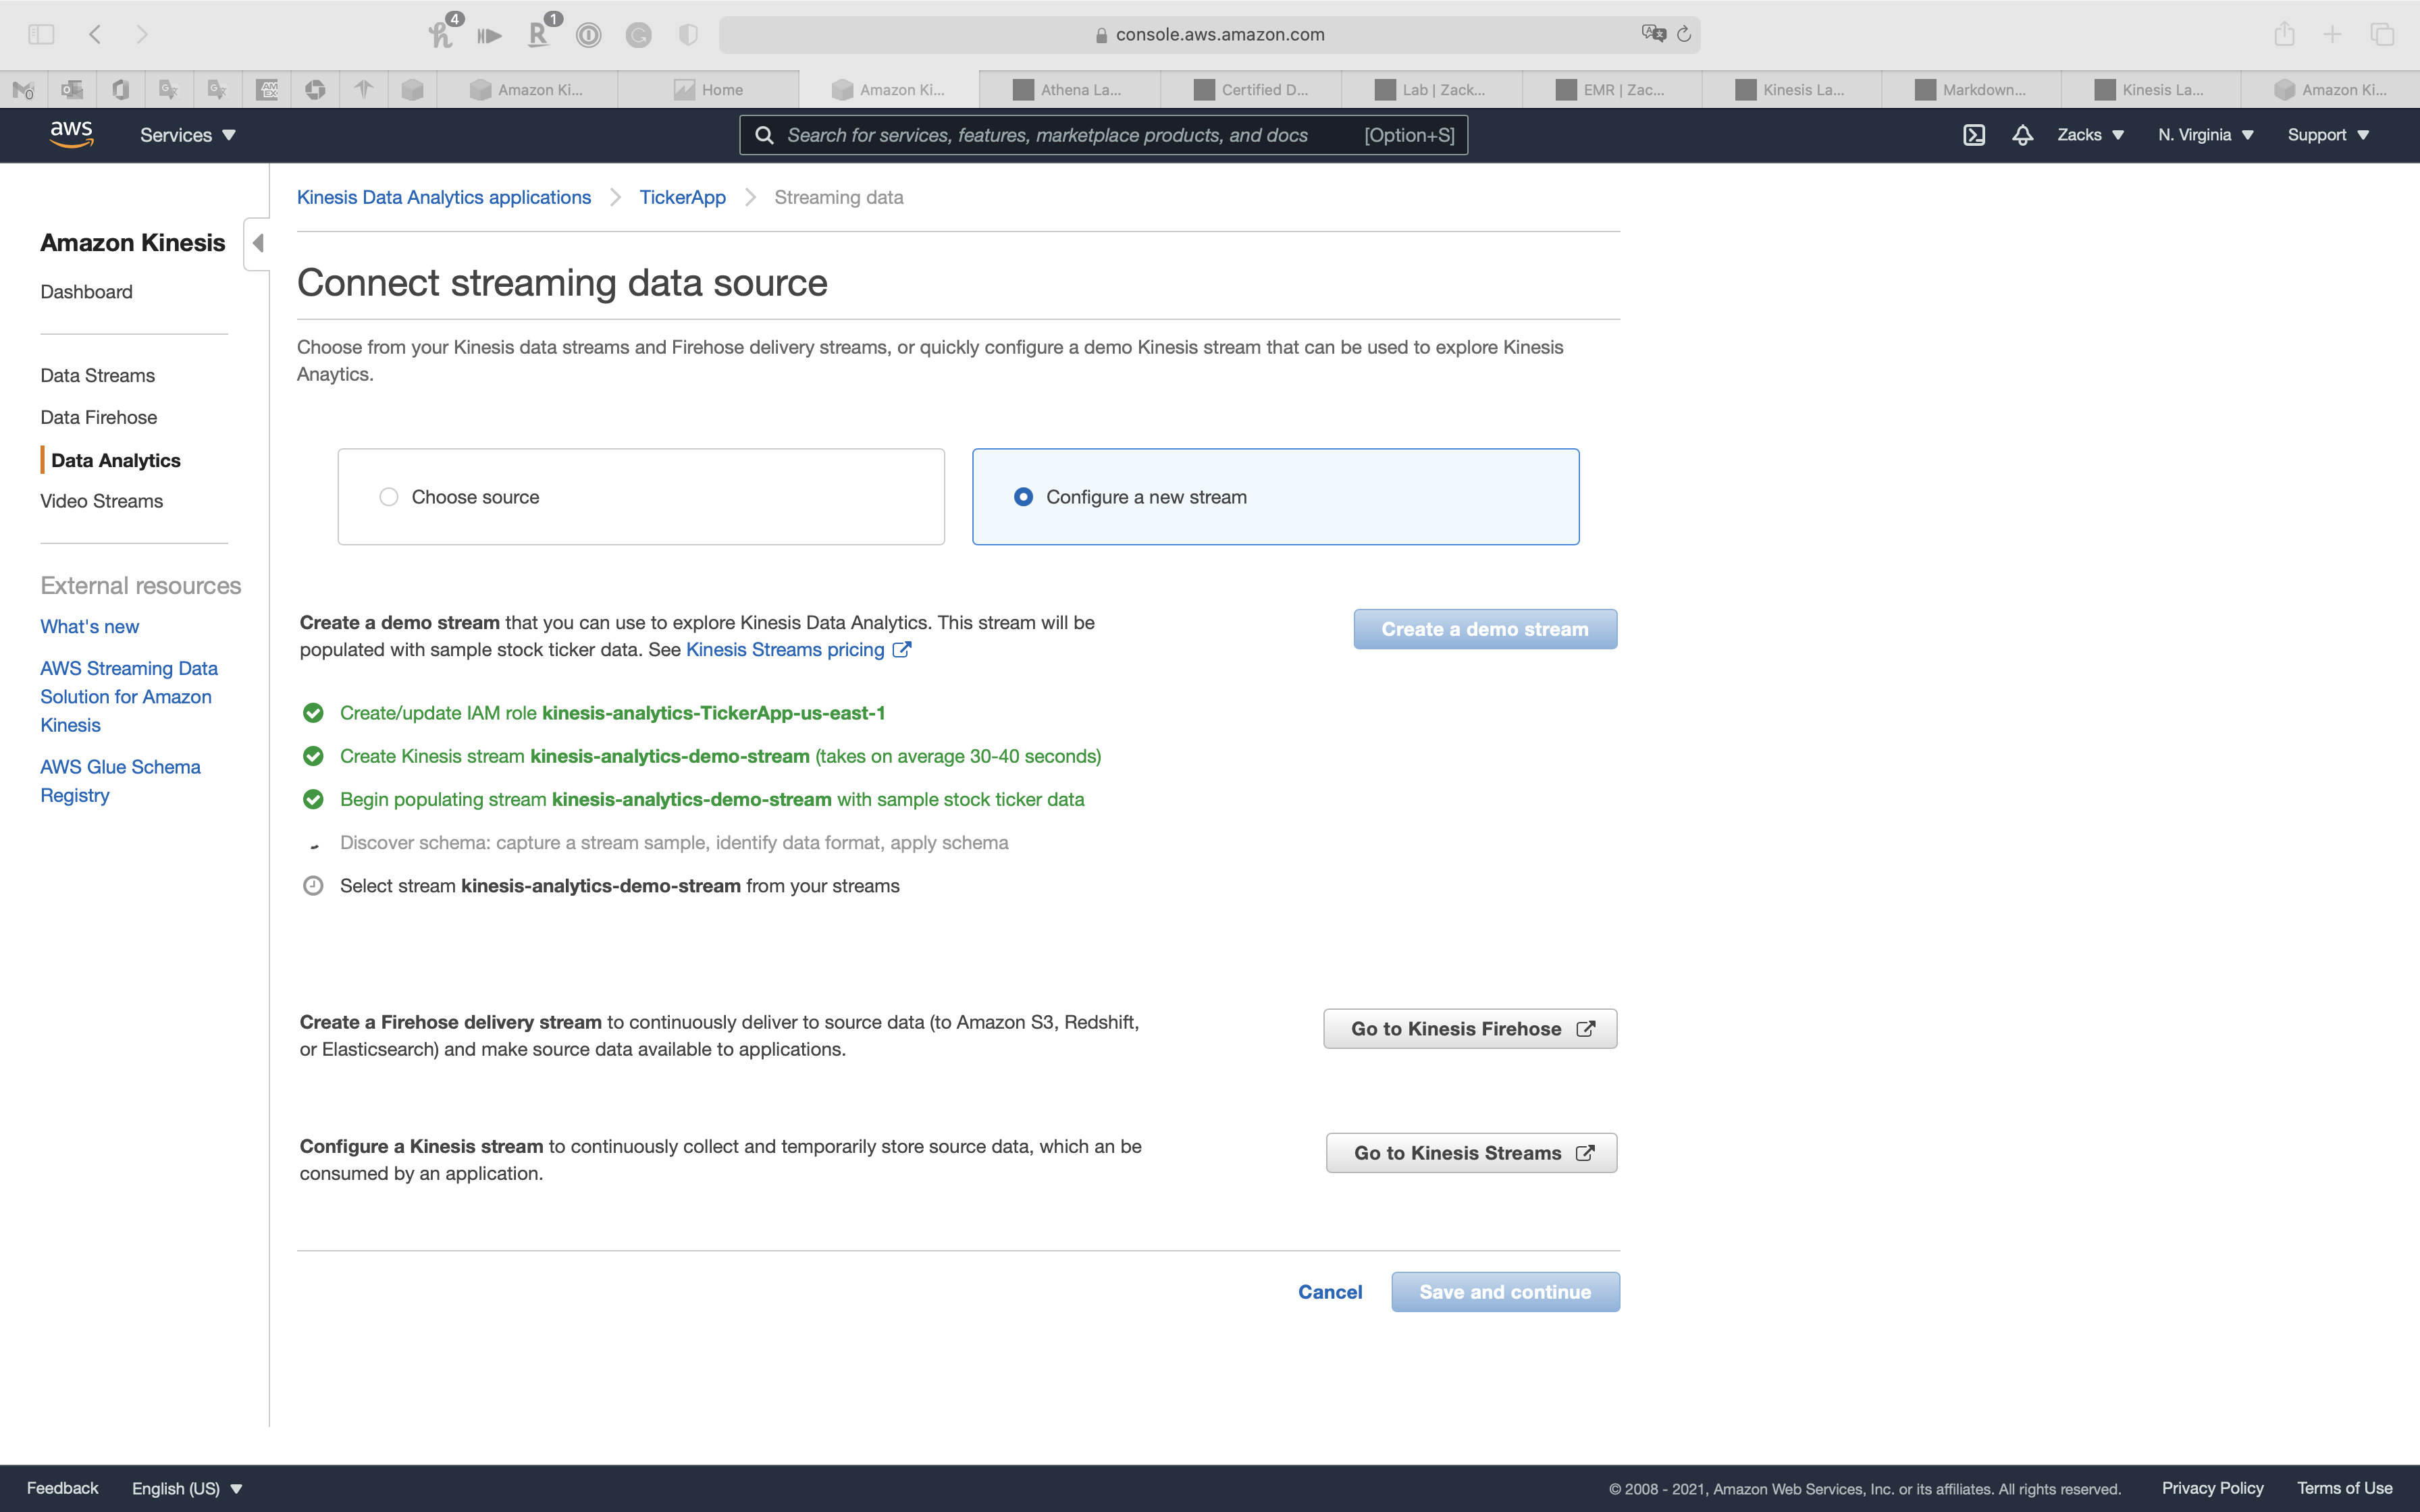 4
1
console.aws.amazon.com
0
AM
EX
Amazon Ki...
Home
Amazon Ki...
Athena La...
Certified D...
Lab | Zack...
EMR | Zac...
Kinesis La...
Markdown...
Kinesis La...
Amazon Ki...
aws
Services
Search for services, features, marketplace products, and docs
[Option+S]
Zacks
N. Virginia
Support
Kinesis Data Analytics applications
TickerApp
Streaming data
Amazon Kinesis
Dashboard
Data Streams
Data Firehose
Data Analytics
Video Streams
External resources
What's new
AWS Streaming Data
Solution for Amazon
Kinesis
AWS Glue Schema
Registry
Connect streaming data source
Choose from your Kinesis data streams and Firehose delivery streams, or quickly configure a demo Kinesis stream that can be used to explore Kinesis
Anaytics.
Choose source
Configure a new stream
Create a demo stream that you can use to explore Kinesis Data Analytics. This stream will be
populated with sample stock ticker data. See Kinesis Streams pricing
Create a demo stream
Create/update IAM role kinesis-analytics-TickerApp-us-east-1
Create Kinesis stream kinesis-analytics-demo-stream (takes on average 30-40 seconds)
Begin populating stream kinesis-analytics-demo-stream with sample stock ticker data
Discover schema: capture a stream sample, identify data format, apply schema
Select stream kinesis-analytics-demo-stream from your streams
Create a Firehose delivery stream to continuously deliver to source data (to Amazon S3, Redshift,
or Elasticsearch) and make source data available to applications.
Go to Kinesis Firehose
Configure a Kinesis stream to continuously collect and temporarily store source data, which an be
consumed by an application.
Go to Kinesis Streams
Cancel
Save and continue
Feedback
English (US)
© 2008 - 2021, Amazon Web Services, Inc. or its affiliates. All rights reserved.
Privacy Policy
Terms of Use